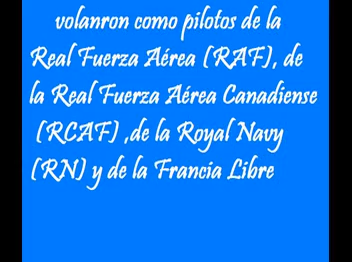 volanron como pilotos de la
Real Fuerza Aérea (RAF), de
la Real Fuerza Aérea Canadiense
(RCAF) ,de la Royal Navy
(RN) y de la Francia Libre